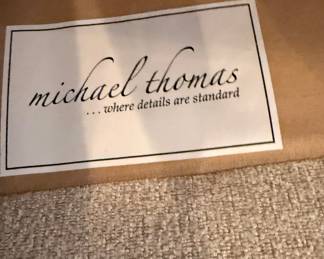 michael thomas
...where details are standard